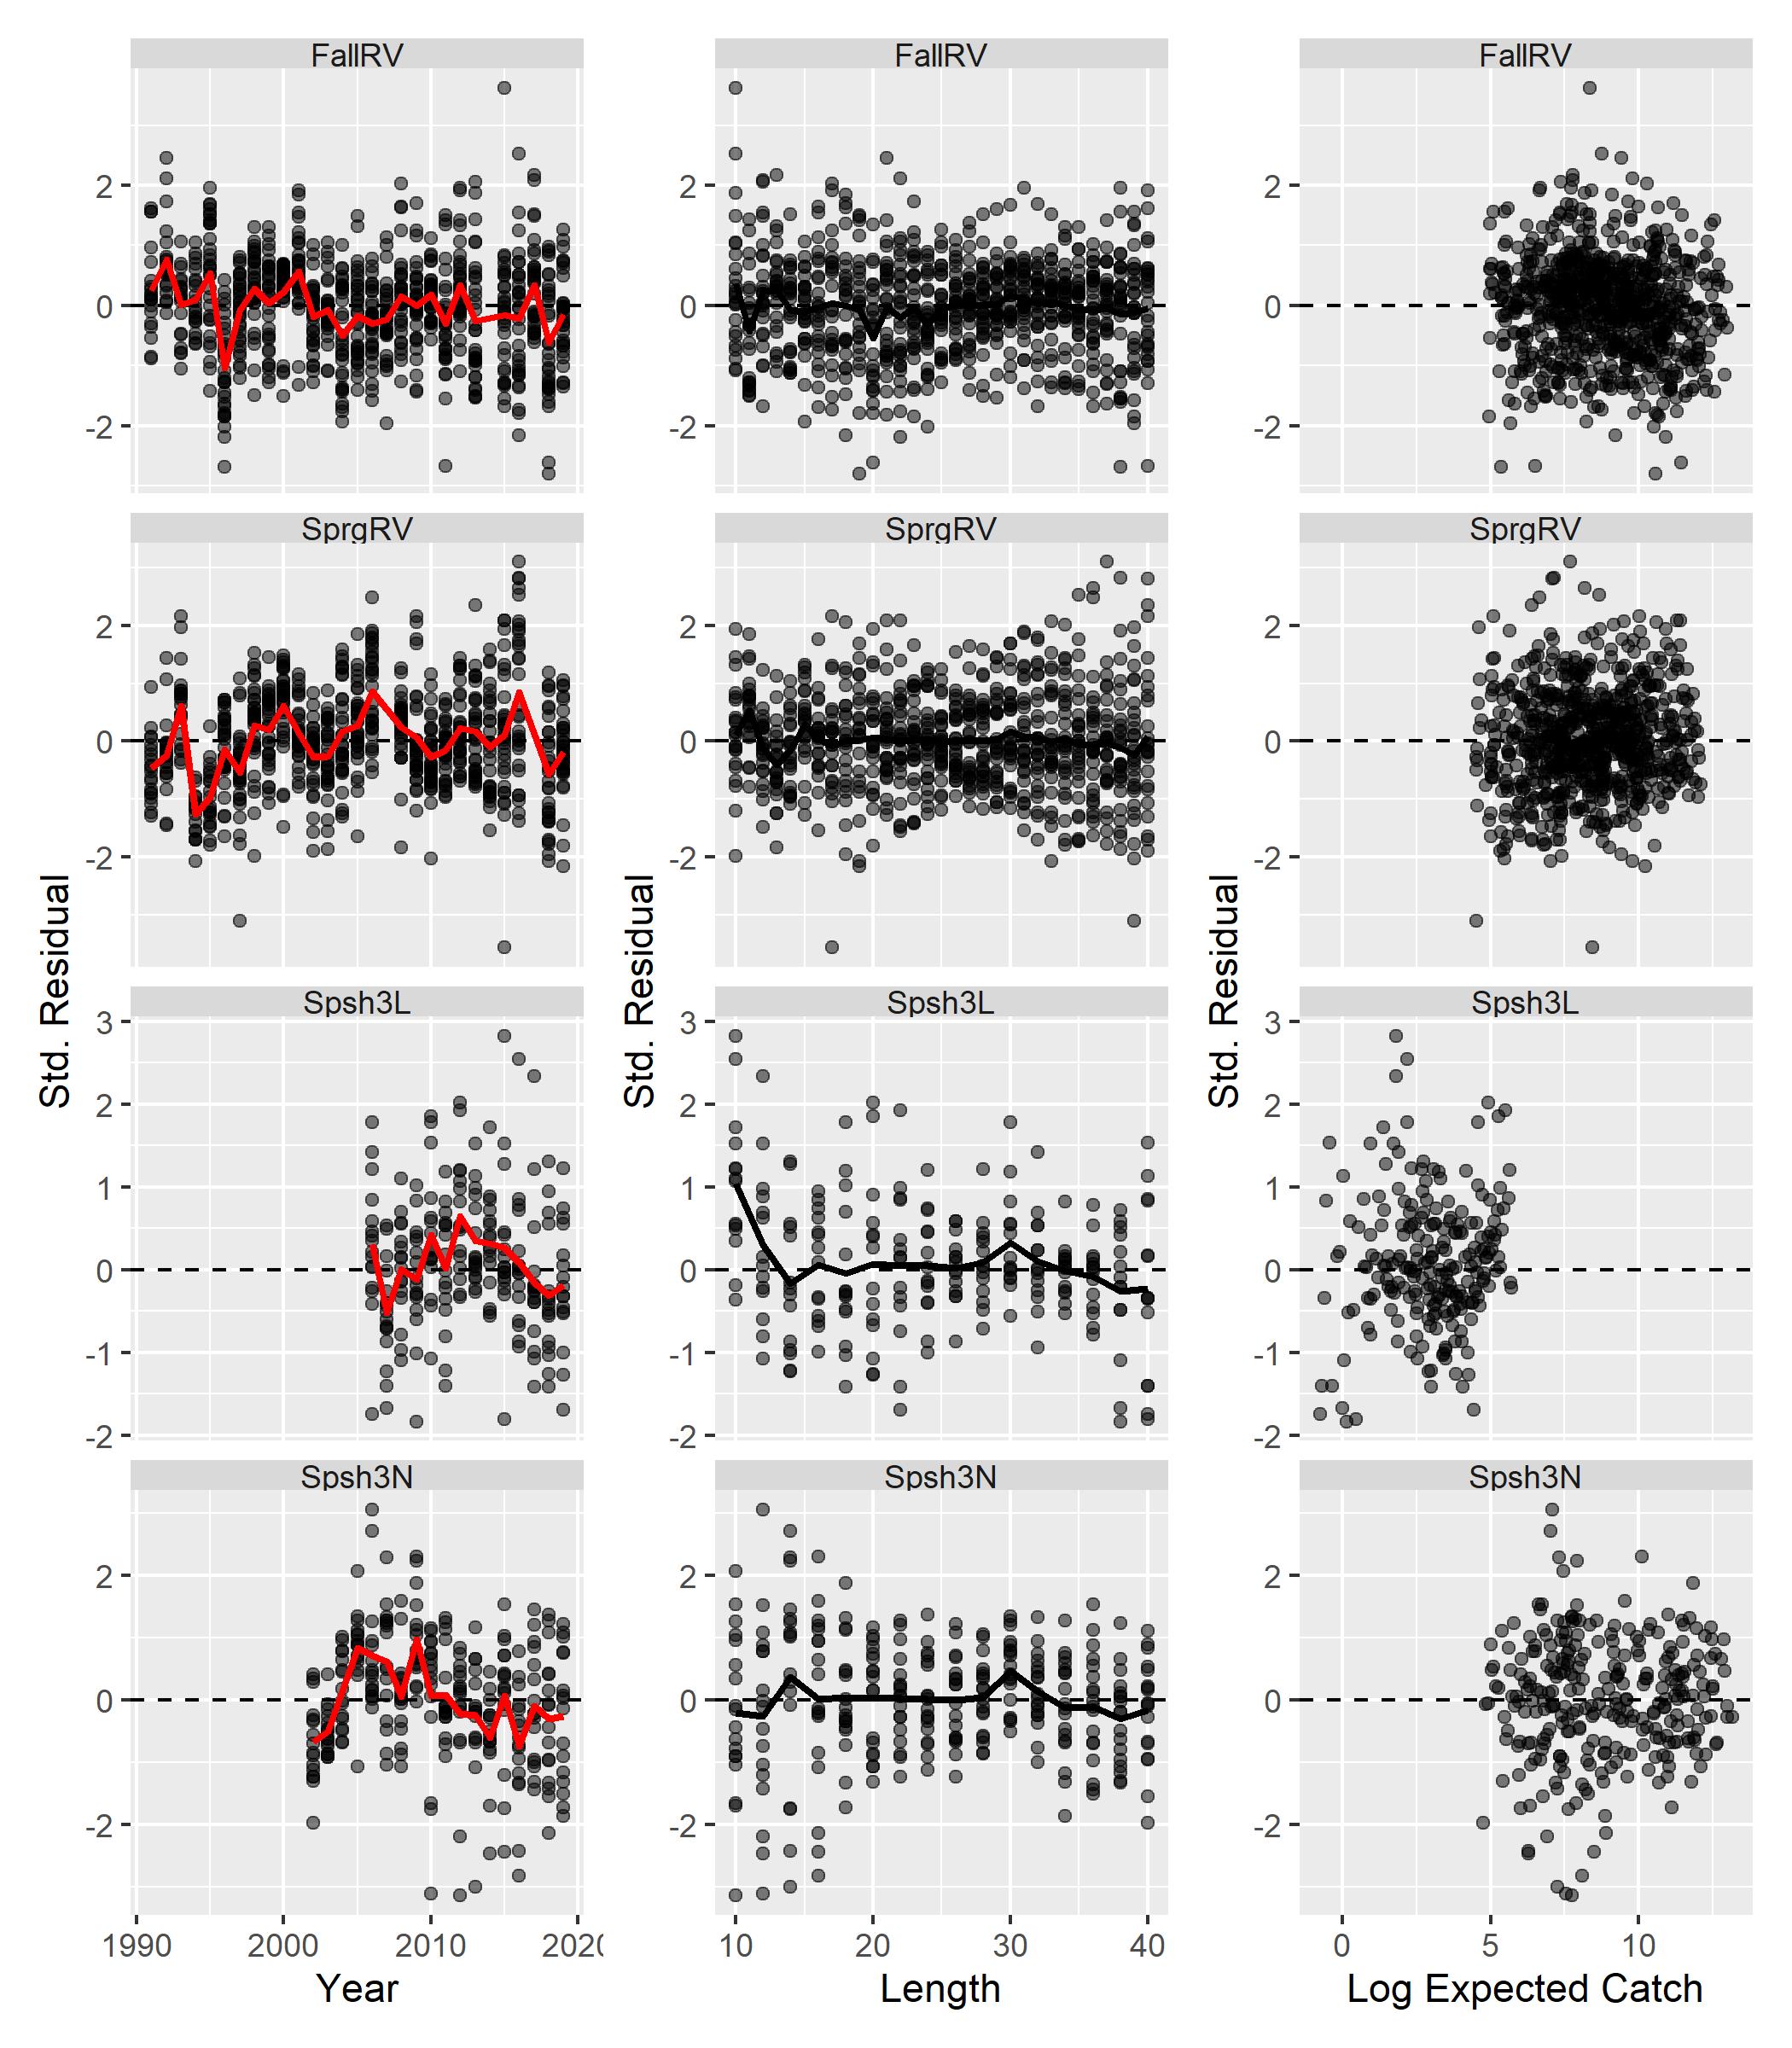 FallRV FallRV FallRV
2 2 2
0 0 0
-2 -2 -2
SprgRV SprgRV SprgRV
2 2 2
0 0 0
-2 -2 -2
Std. Residual Std. Residual Std. Residual
Spsh3L Spsh3L Spsh3L
3 3 3
2 2 2
1 1 1
0 0 0
-1 -1 -1
-2 -2 -2
Spsh3N Spsh3N Spsh3N
2 2 2
0 0 0
-2 -2 -2
1990 2000 2010 2020 10 20 30 40 0 5 10
Year Length Log Expected Catch